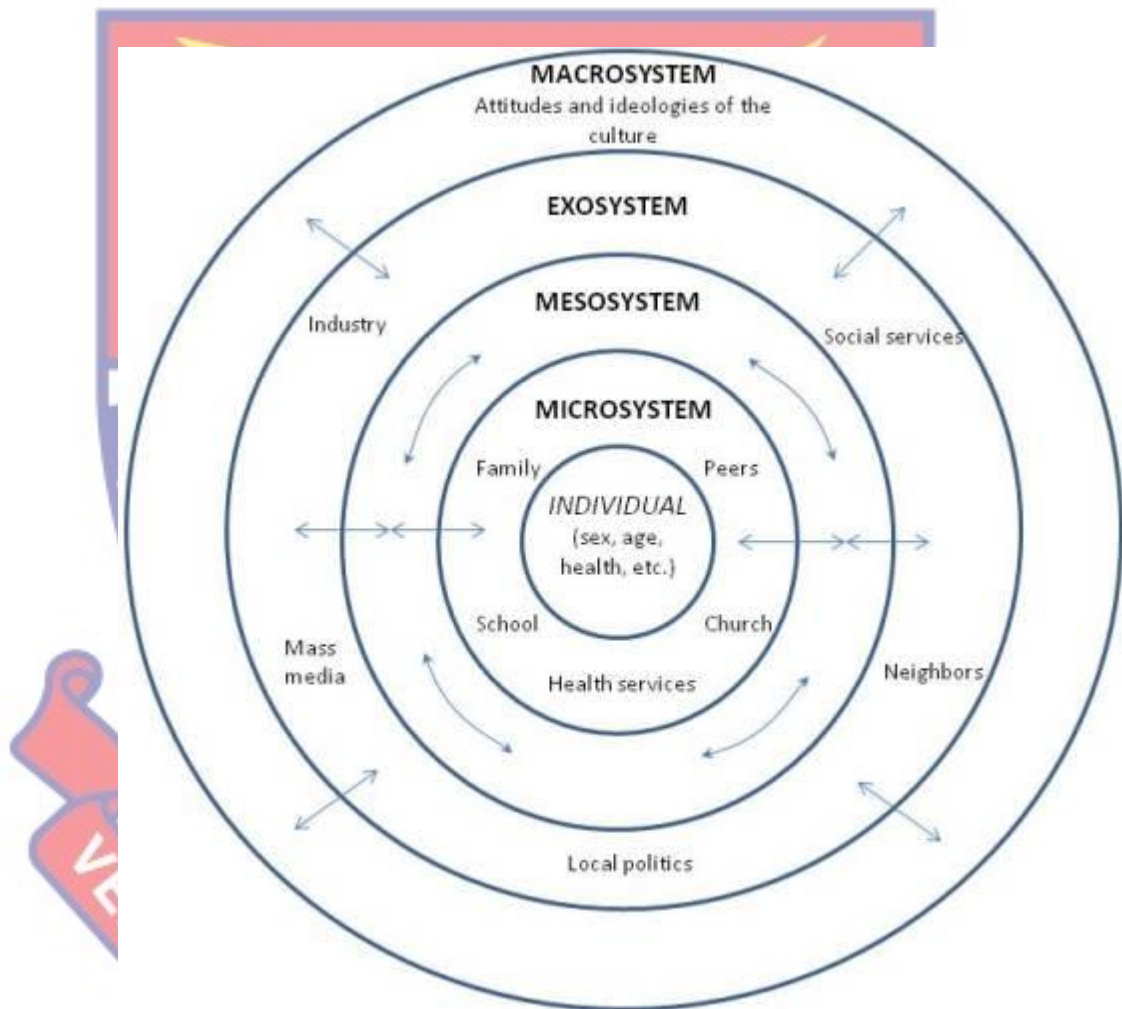 MACROSYSTEM
Attitudes and ideologies of the
culture
EXOSYSTEM
MESOSYSTEM
Industry
Social services
MICROSYSTEM
Family
Peers
INDIVIDUAL
(sex, age,
health, etc.)
School
Church
Mass
media
Neighbors
Health services
Local politics